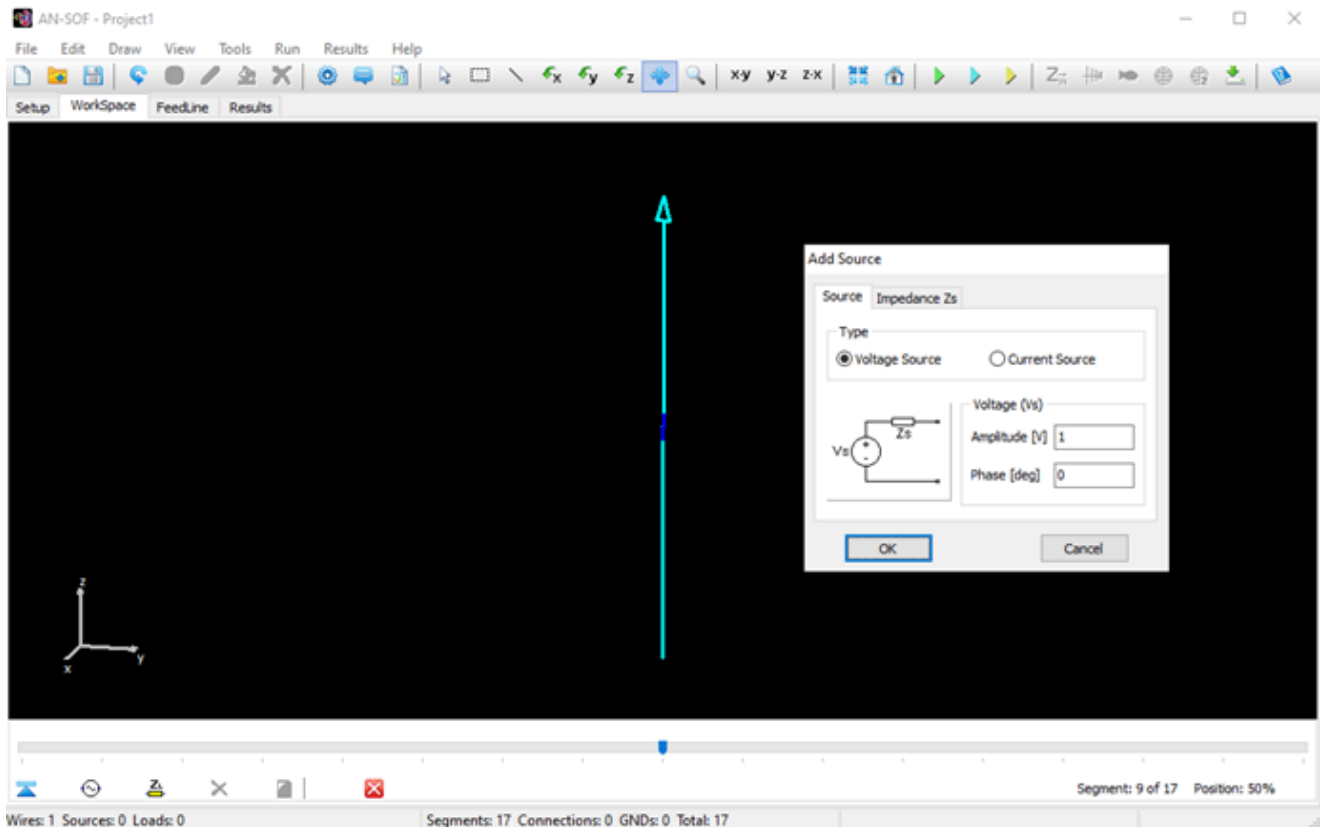 AN-SOF - Project1
File Edit Draw View Tools Run Results Help
x-y y-z z-x
Setup WorkSpace FeedLine Results
Add Source
Source Impedance Zs
Type
Voltage Source Current Source
Voltage (Vs)
Zs
Amplitude [V] 1
Vs
Phase [deg] 0
OK Cancel
z
y
x
Segment: 9 of 17 Position: 50%
Wires: 1 Sources: 0 Loads: 0 Segments: 17 Connections: 0 GNDs: 0 Total: 17